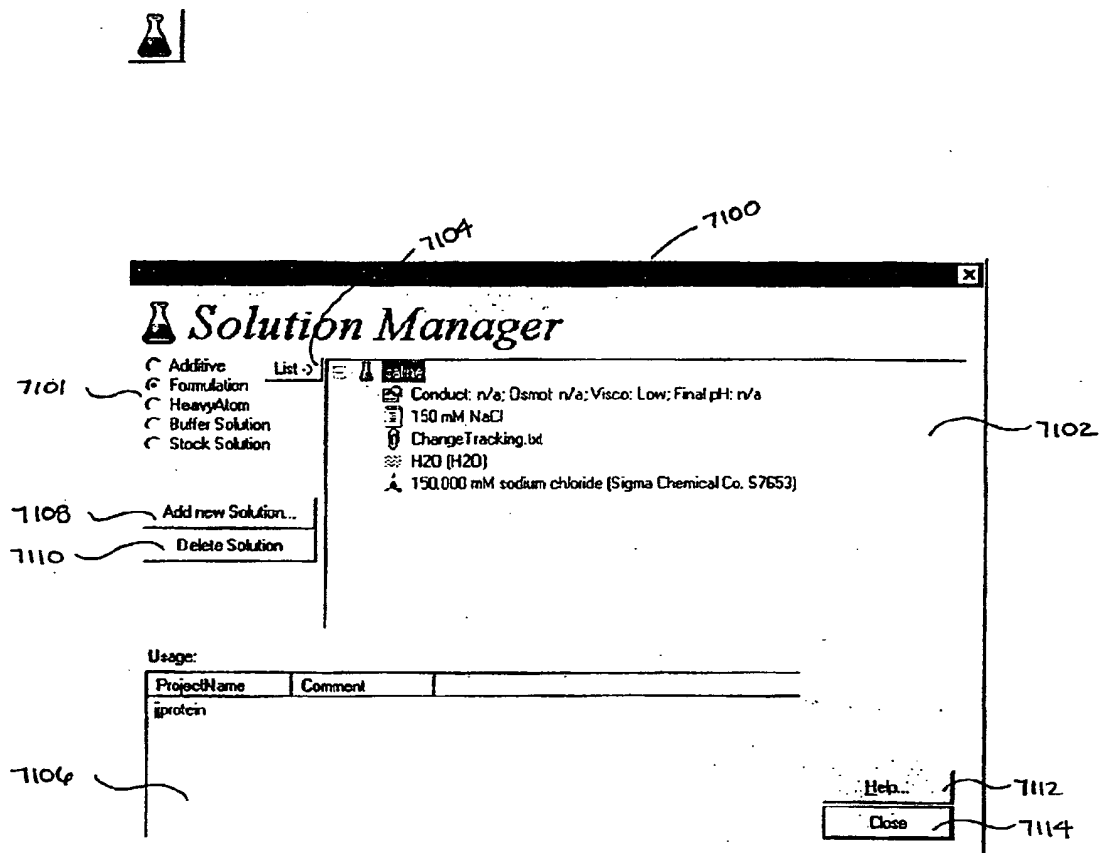 7104
7100
Solution Manager
Additive
Formulation
HeavyAtom
Buffer Solution
Stock Solution
List ->
7101
saline
Conduct: n/a; Osmot: n/a; Visco: Low; Final pH: n/a
150 mM NaCl
ChangeTracking.txt
H2O (H2O)
150.000 mM sodium chloride (Sigma Chemical Co. S7653)
7102
7108
Add new Solution...
7110
Delete Solution
Usage:
ProjectName Comment
jjprotein
7106
Help...
7112
Close
7114